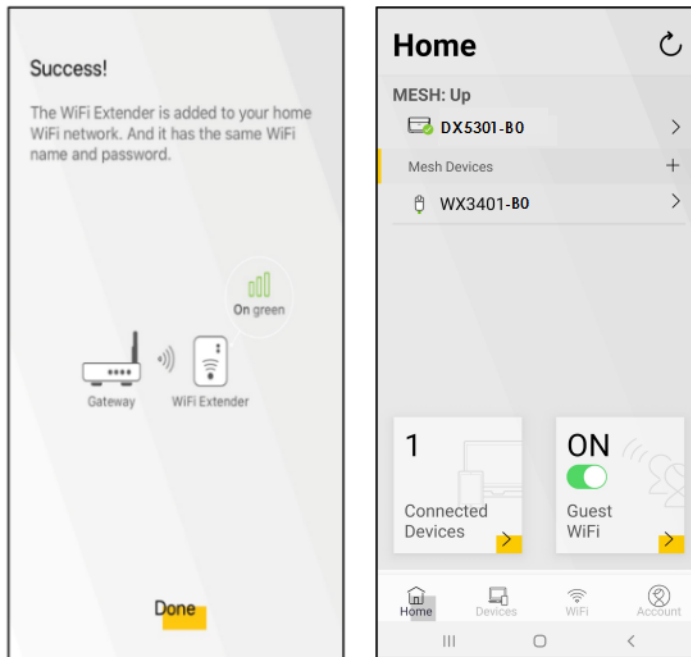 Success!
The WiFi Extender is added to your home
WiFi network. And it has the same WiFi
name and password.
On green
Gateway
WiFi Extender
Done
Home
MESH: Up
DX5301-B0
Mesh Devices
WX3401-B0
1
Connected
Devices
ON
Guest
WiFi
Home
Devices
WiFi
Account